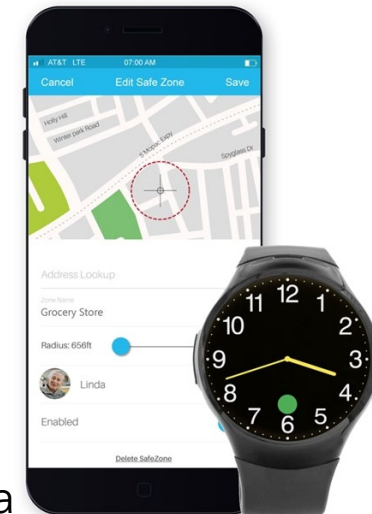 AT&T LTE 07:00 AM
Cancel Edit Safe Zone Save
Holly Hill
Winter park Road
S Mopac Expy
Spyglass Dr
Address Lookup
Zone Name
Grocery Store
Radius: 656ft
Linda
Enabled
Delete SafeZone
12
11 1
10 2
9 3
8 4
7 5
6
a